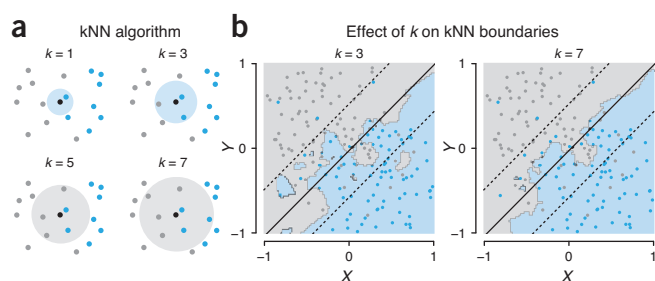 a
kNN algorithm
k = 1
k = 3
k = 5
k = 7
b
Effect of k on kNN boundaries
k = 3
k = 7
1
0
−1
Y
−1
0
1
X
1
0
−1
Y
−1
0
1
X